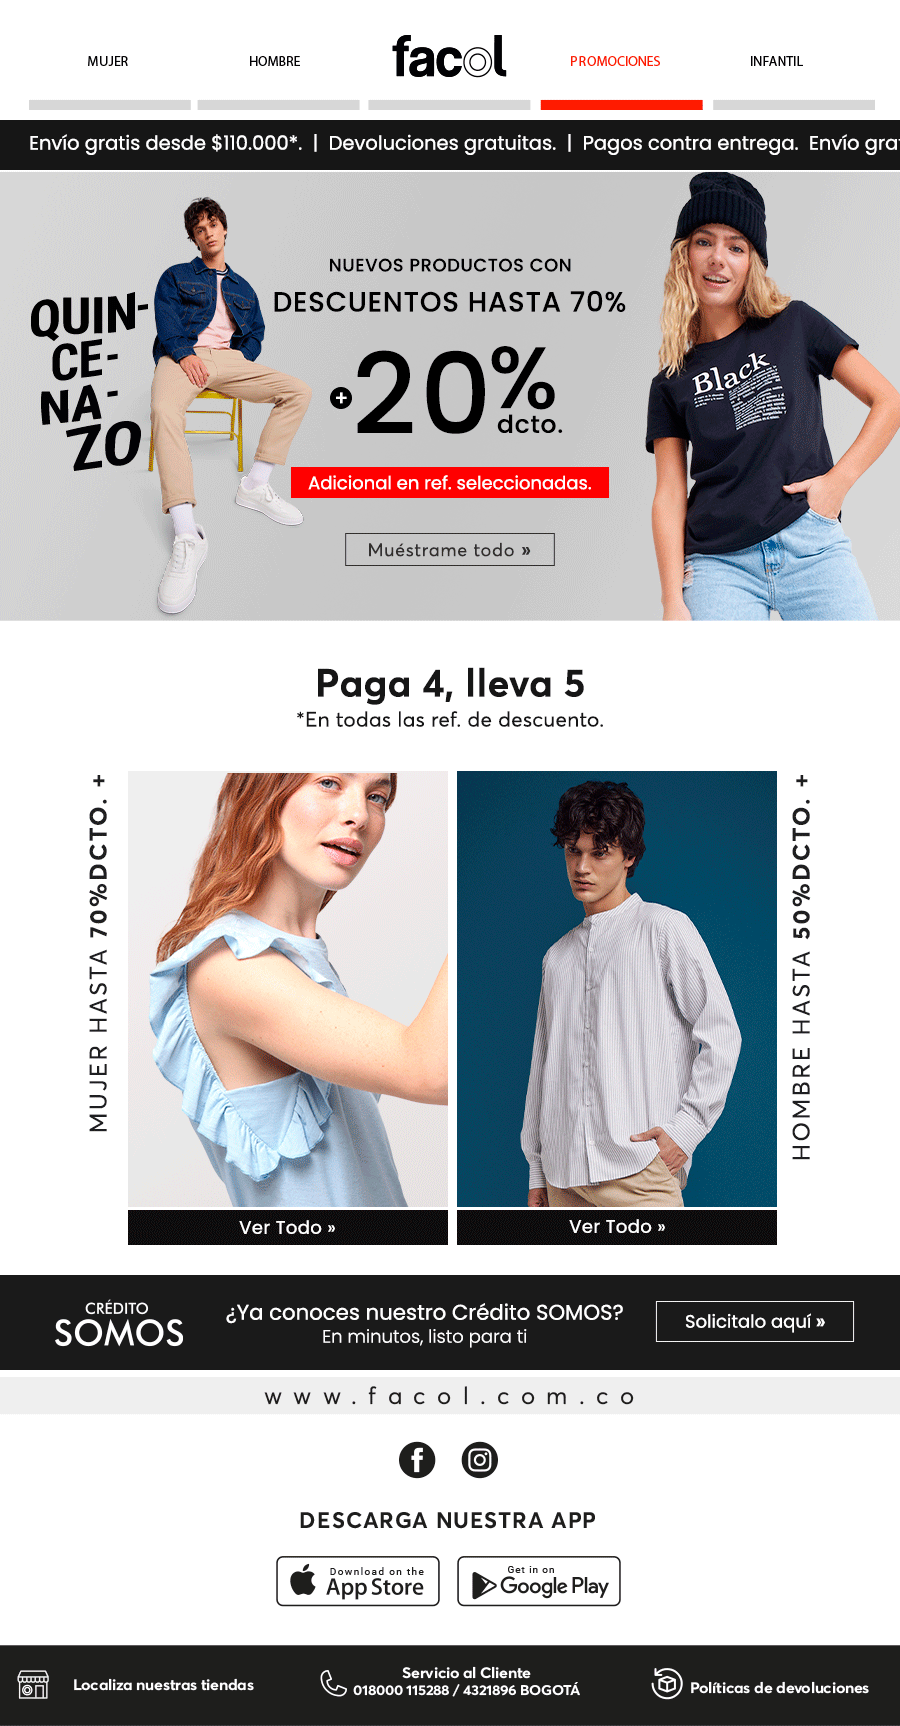 facol
MUJER
HOMBRE
PROMOCIONES
INFANTIL
Envío gratis desde $110.000*. | Devoluciones gratuitas. | Pagos contra entrega. Envío gra
QUIN-
CE-
NA-
ZO
NUEVOS PRODUCTOS CON
DESCUENTOS HASTA 70%
+20%
dcto.
Adicional en ref. seleccionadas.
Muéstrame todo »
Black
Paga 4, lleva 5
*En todas las ref. de descuento.
MUJER HASTA 70%DCTO. +
HOMBRE HASTA 50%DCTO. +
Ver Todo »
Ver Todo »
CRÉDITO
SOMOS
¿Ya conoces nuestro Crédito SOMOS?
En minutos, listo para ti
Solicitalo aquí »
www.facol.com.co
DESCARGA NUESTRA APP
Download on the
App Store
Get in on
Google Play
Localiza nuestras tiendas
Servicio al Cliente
018000 115288 / 4321896 BOGOTÁ
Políticas de devoluciones